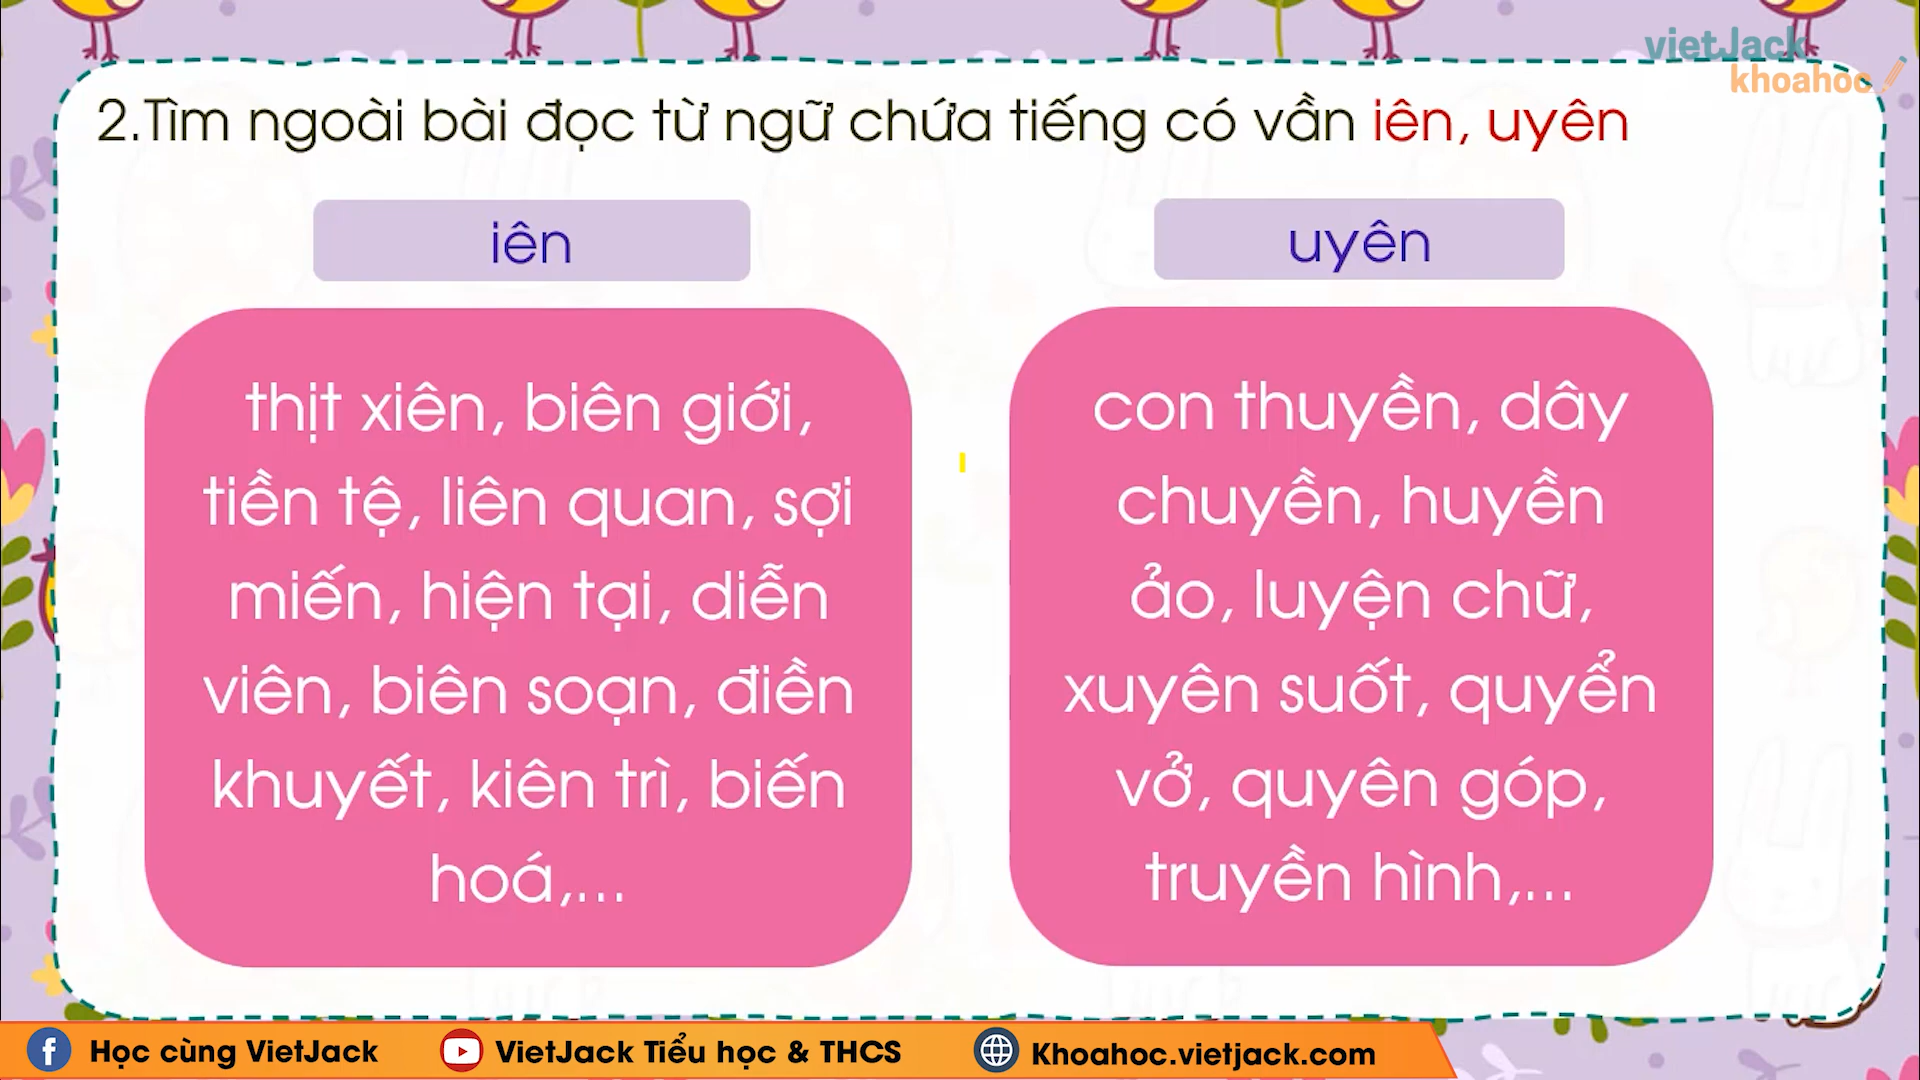 vietJack
khoahoc
2.Tìm ngoài bài đọc từ ngữ chứa tiếng có vần iên, uyên
iên
thịt xiên, biên giới,
tiền tệ, liên quan, sợi
miến, hiện tại, diễn
viên, biên soạn, điền
khuyết, kiên trì, biến
hoá,...
uyên
con thuyền, dây
chuyền, huyền
ảo, luyện chữ,
xuyên suốt, quyển
vở, quyên góp,
truyền hình,...
Học cùng VietJack
VietJack Tiểu học & THCS
Khoahoc.vietjack.com